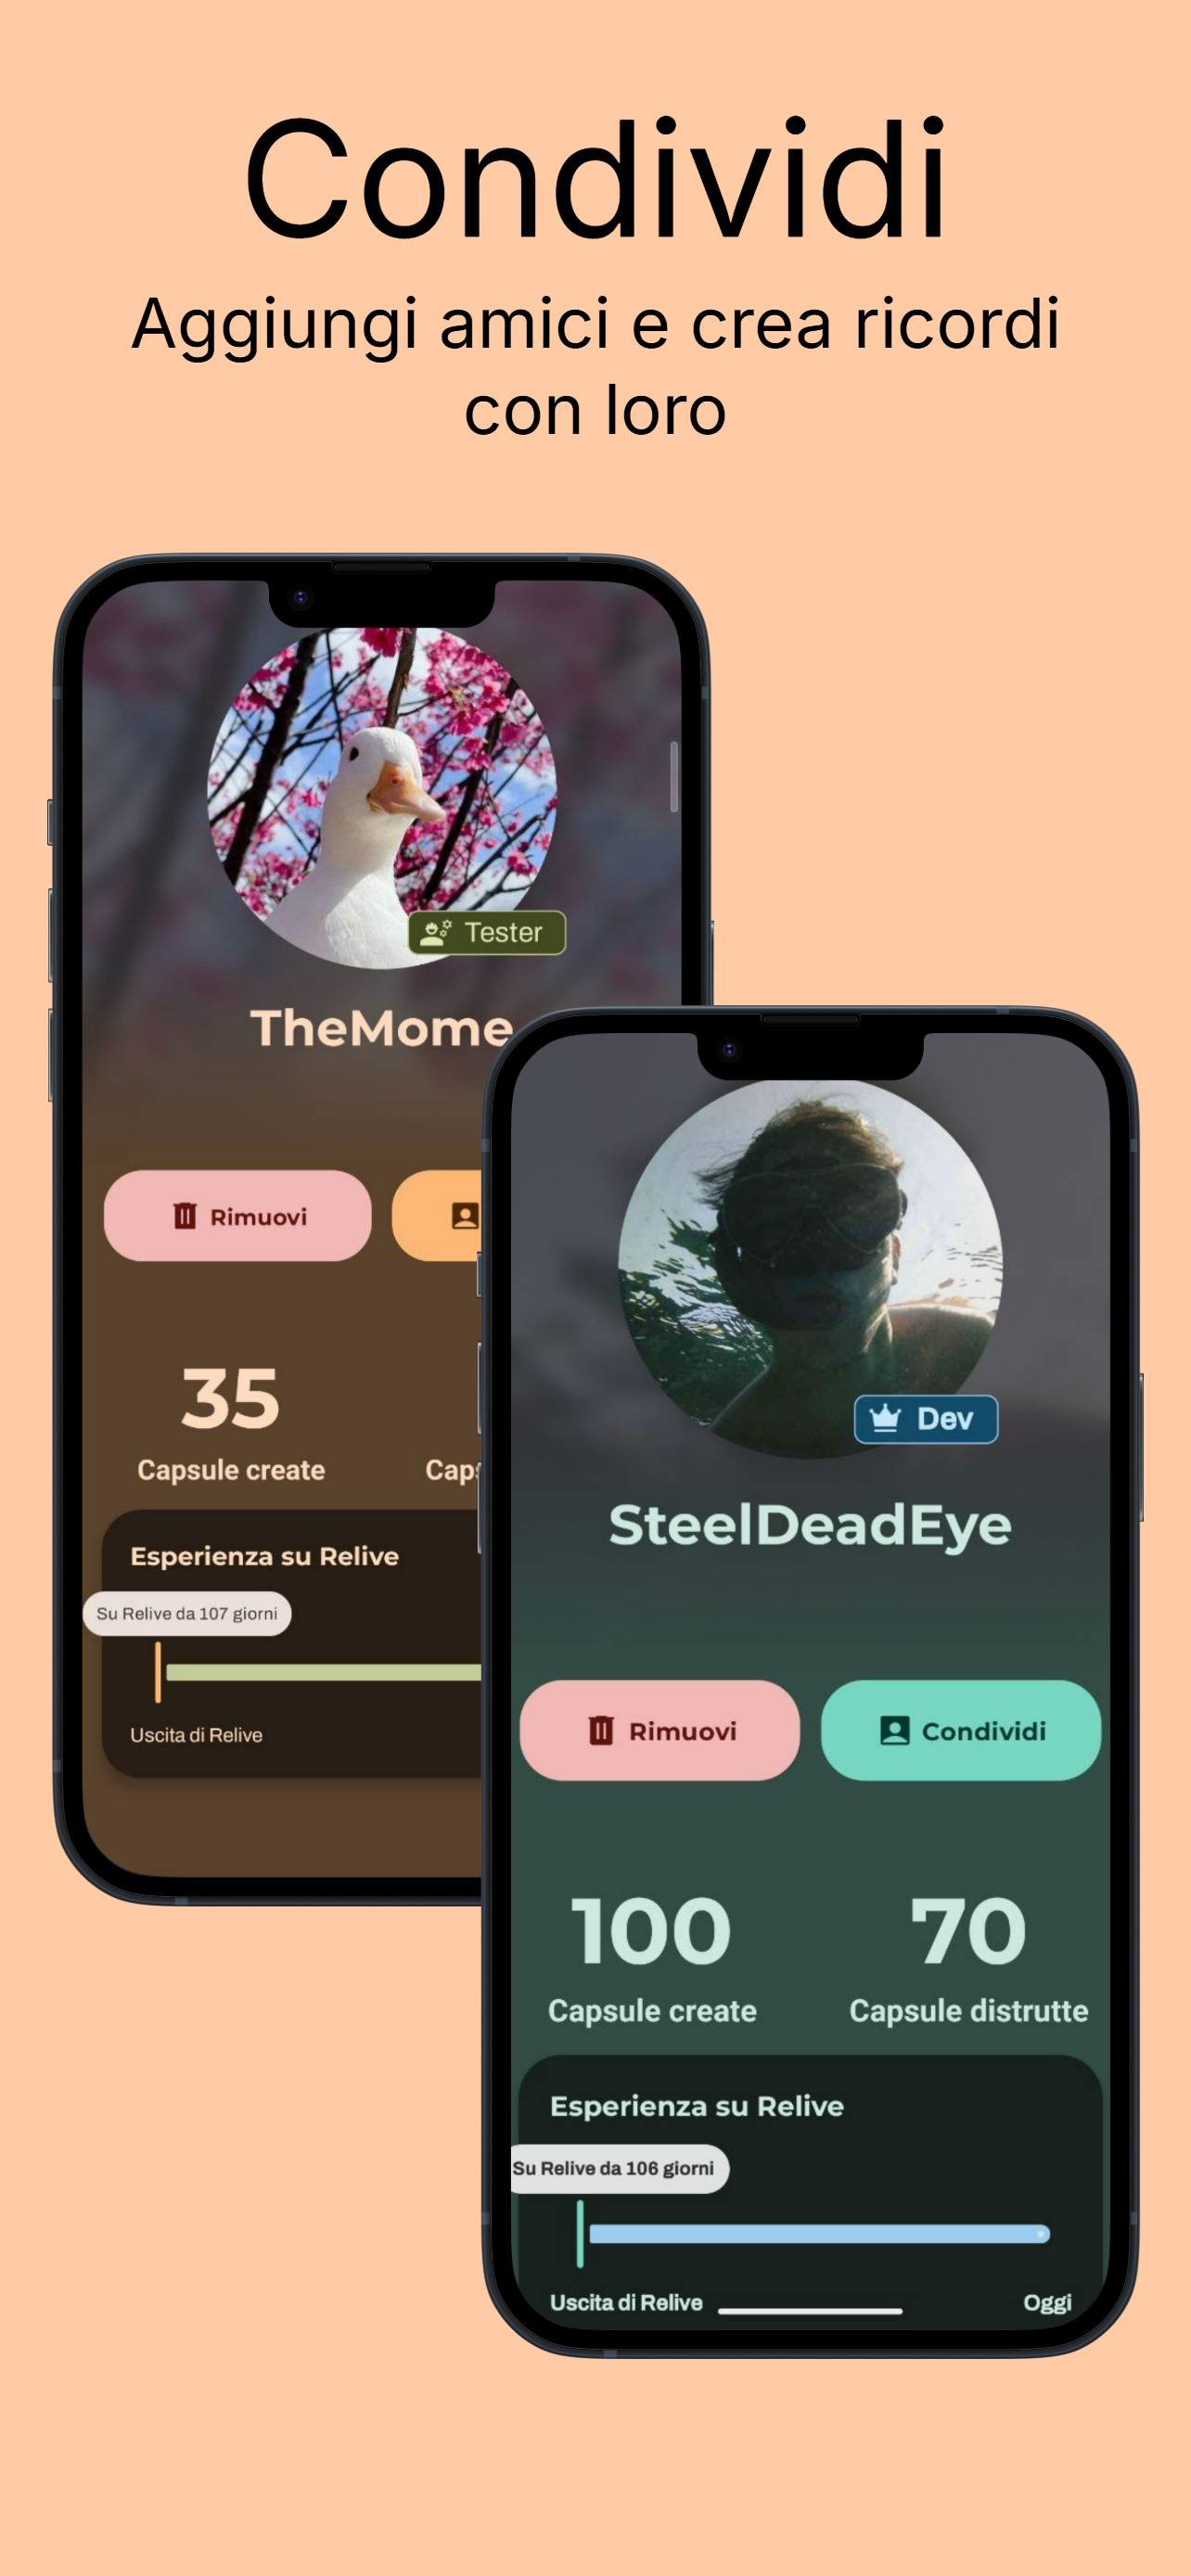 Condividi
Aggiungi amici e crea ricordi
con loro
Tester
TheMome
Rimuovi
35
Capsule create
Esperienza su Relive
Su Relive da 107 giorni
Uscita di Relive
Dev
SteelDeadEye
Rimuovi
Condividi
100
70
Capsule create
Capsule distrutte
Esperienza su Relive
Su Relive da 106 giorni
Uscita di Relive
Oggi